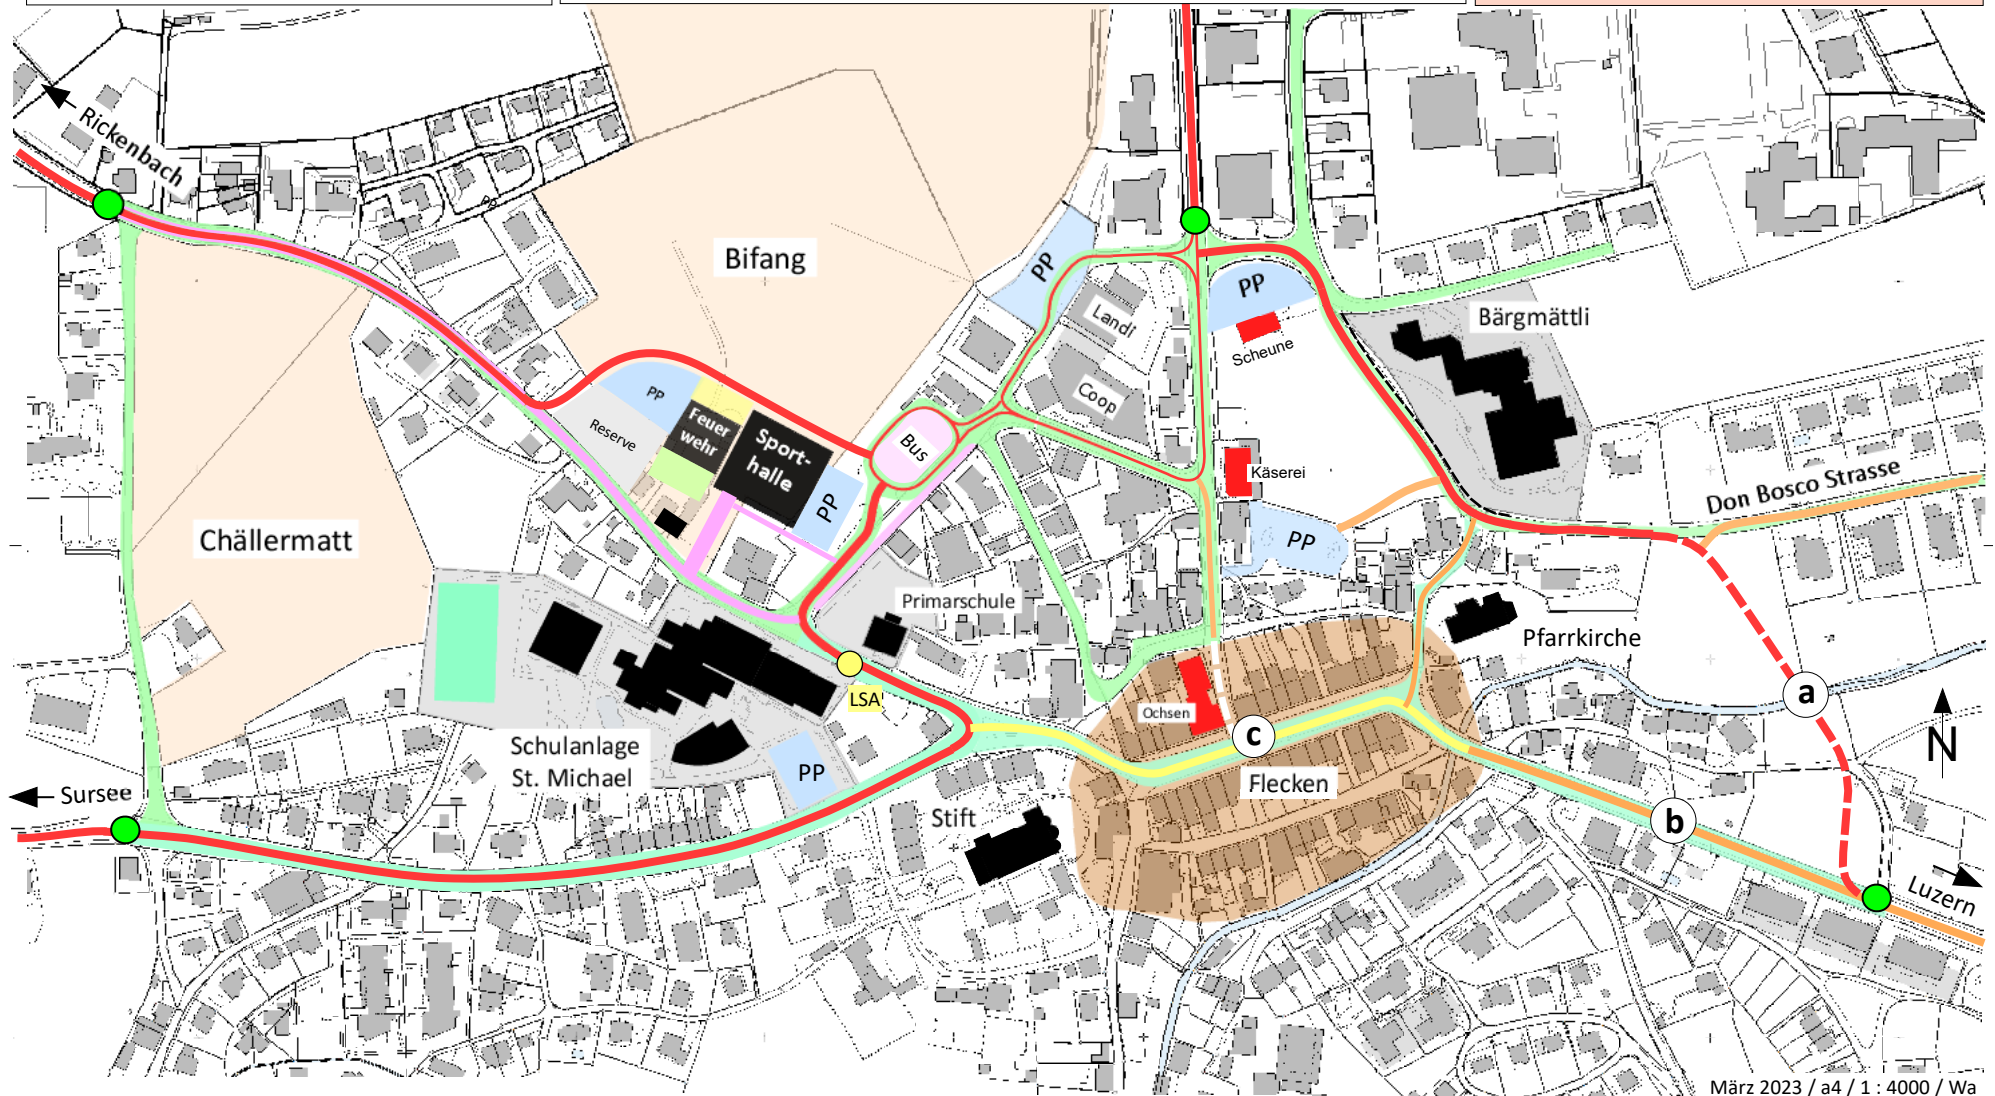 Rickenbach
PP
Bifang
PP
PP
Landi
Scheune
Bärgmättli
PP
Feuer
wehr
Reserve
Sport-
halle
Bus
Coop
PP
Käserei
PP
Don Bosco Strasse
Chällermatt
Primarschule
Pfarrkirche
LSA
Ochsen
a
c
N
Schulanlage
St. Michael
PP
Flecken
Sursee
Stift
b
Luzern
März 2023 / a4 / 1 : 4000 / Wa